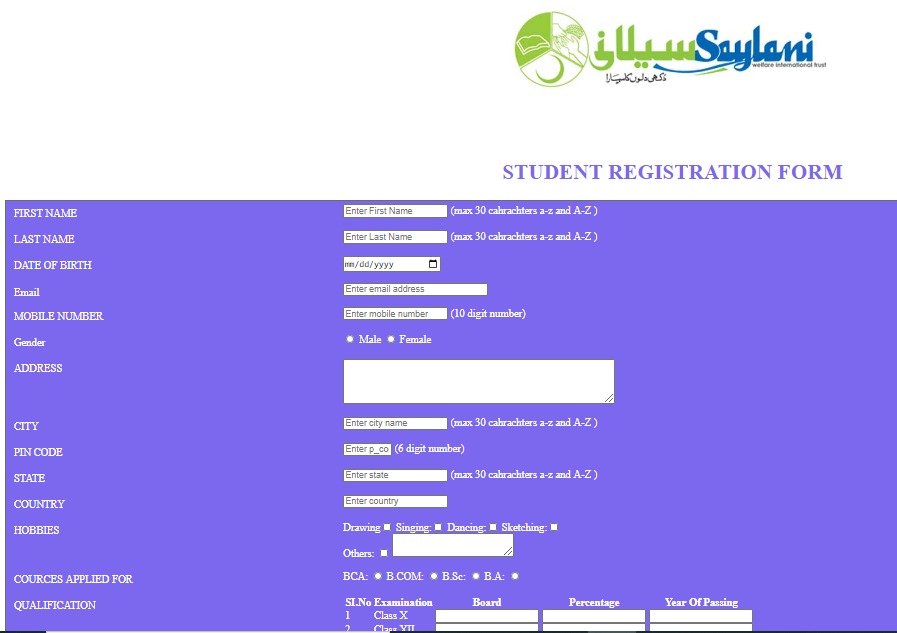 سیلانی Saylani
welfare international trust
دُکھی دلوں کا سہارا
STUDENT REGISTRATION FORM
FIRST NAME Enter First Name (max 30 cahrachters a-z and A-Z )
LAST NAME Enter Last Name (max 30 cahrachters a-z and A-Z )
DATE OF BIRTH mm/dd/yyyy
Email Enter email address
MOBILE NUMBER Enter mobile number (10 digit number)
Gender Male Female
ADDRESS
CITY Enter city name (max 30 cahrachters a-z and A-Z )
PIN CODE Enter p_co (6 digit number)
STATE Enter state (max 30 cahrachters a-z and A-Z )
COUNTRY Enter country
HOBBIES Drawing Singing: Dancing: Sketching:
Others:
COURCES APPLIED FOR BCA: B.COM: B.Sc: B.A:
QUALIFICATION SI.No Examination Board Percentage Year Of Passing
1 Class X
2 Class XII